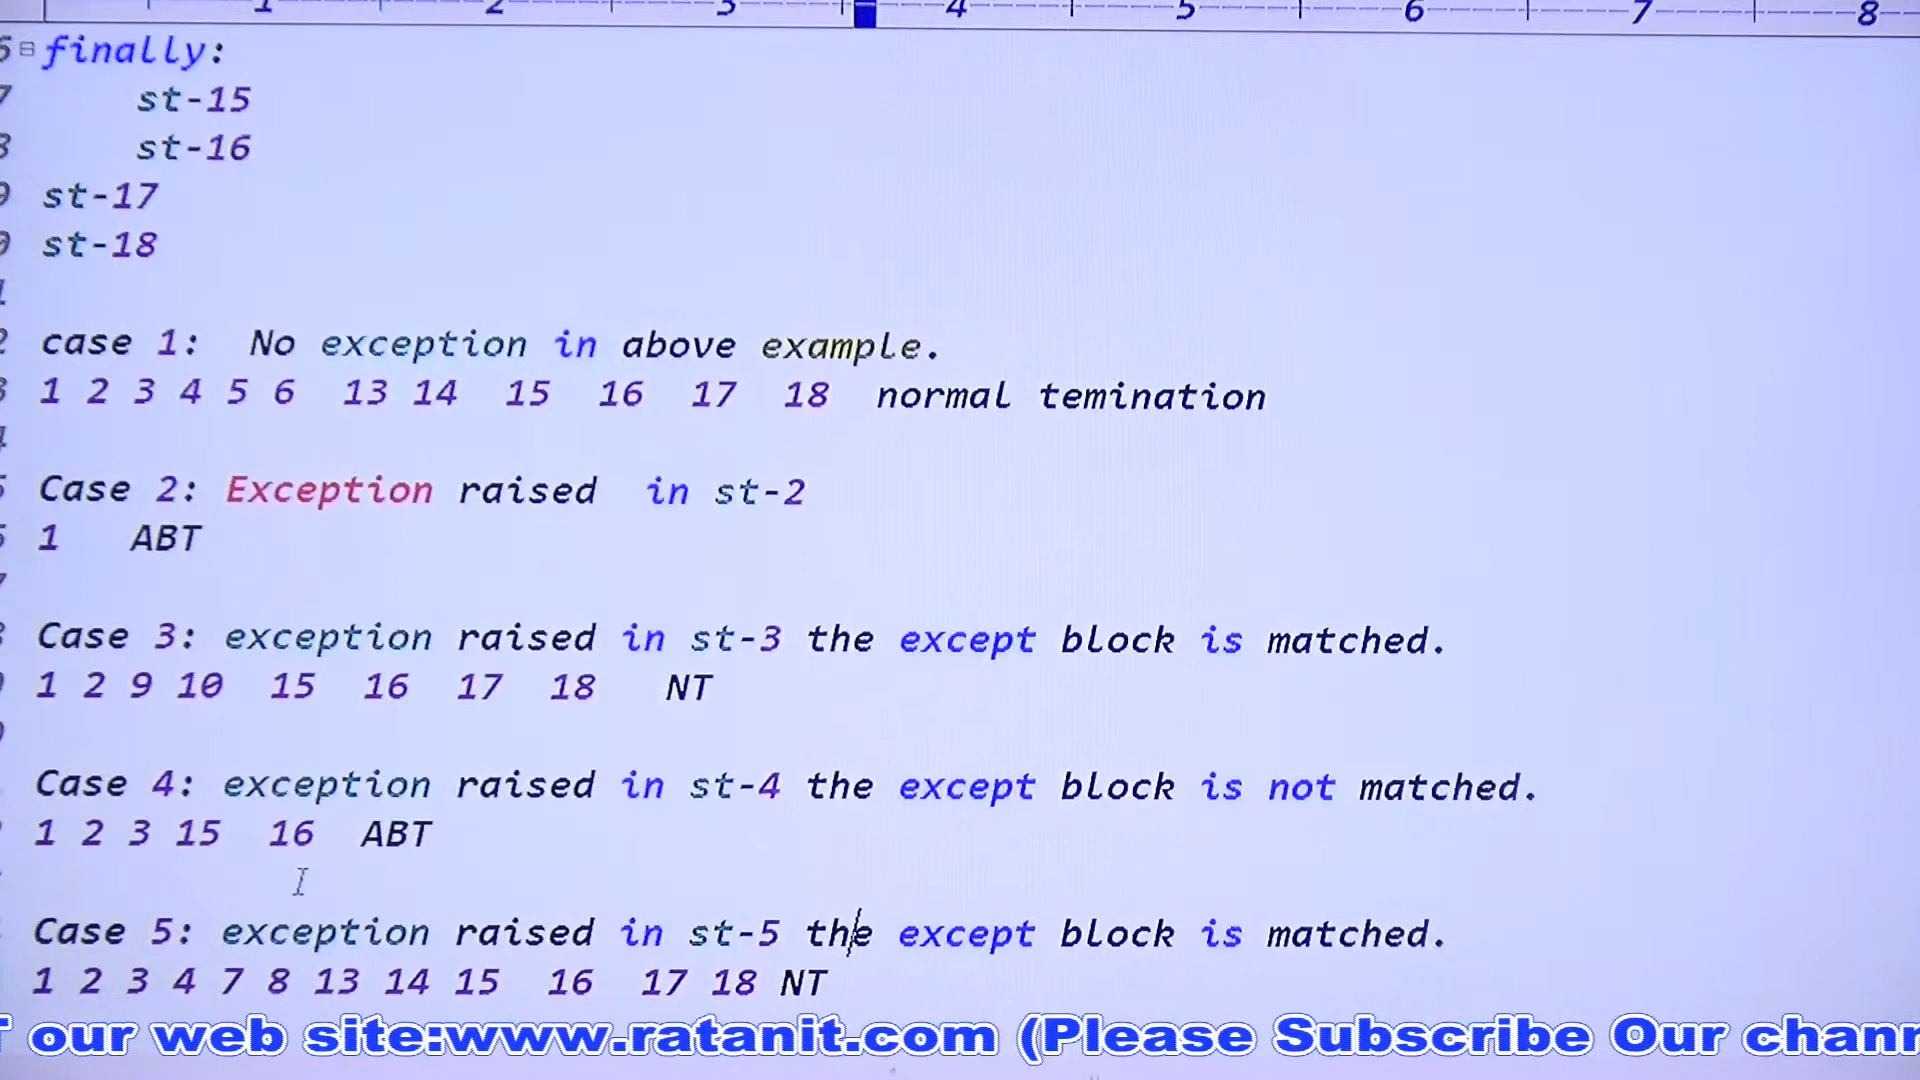 1 2 3 4 5 6 7 8
finally:
st-15
st-16
st-17
st-18
case 1: No exception in above example.
1 2 3 4 5 6 13 14 15 16 17 18 normal temination
Case 2: Exception raised in st-2
1 ABT
Case 3: exception raised in st-3 the except block is matched.
1 2 9 10 15 16 17 18 NT
Case 4: exception raised in st-4 the except block is not matched.
1 2 3 15 16 ABT
Case 5: exception raised in st-5 the except block is matched.
1 2 3 4 7 8 13 14 15 16 17 18 NT
our web site:www.ratanit.com (Please Subscribe Our